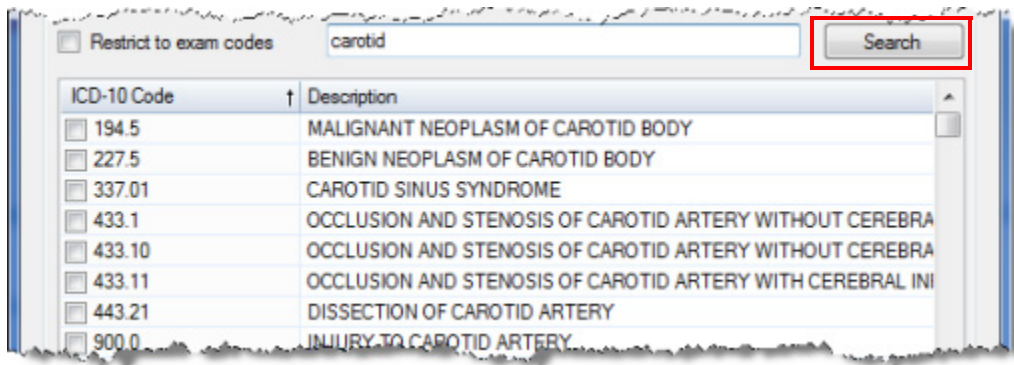 Restrict to exam codes carotid Search
ICD-10 Code ↑ Description
194.5 MALIGNANT NEOPLASM OF CAROTID BODY
227.5 BENIGN NEOPLASM OF CAROTID BODY
337.01 CAROTID SINUS SYNDROME
433.1 OCCLUSION AND STENOSIS OF CAROTID ARTERY WITHOUT CEREBRA
433.10 OCCLUSION AND STENOSIS OF CAROTID ARTERY WITHOUT CEREBRA
433.11 OCCLUSION AND STENOSIS OF CAROTID ARTERY WITH CEREBRAL INF
443.21 DISSECTION OF CAROTID ARTERY
900.0 INJURY TO CAROTID ARTERY